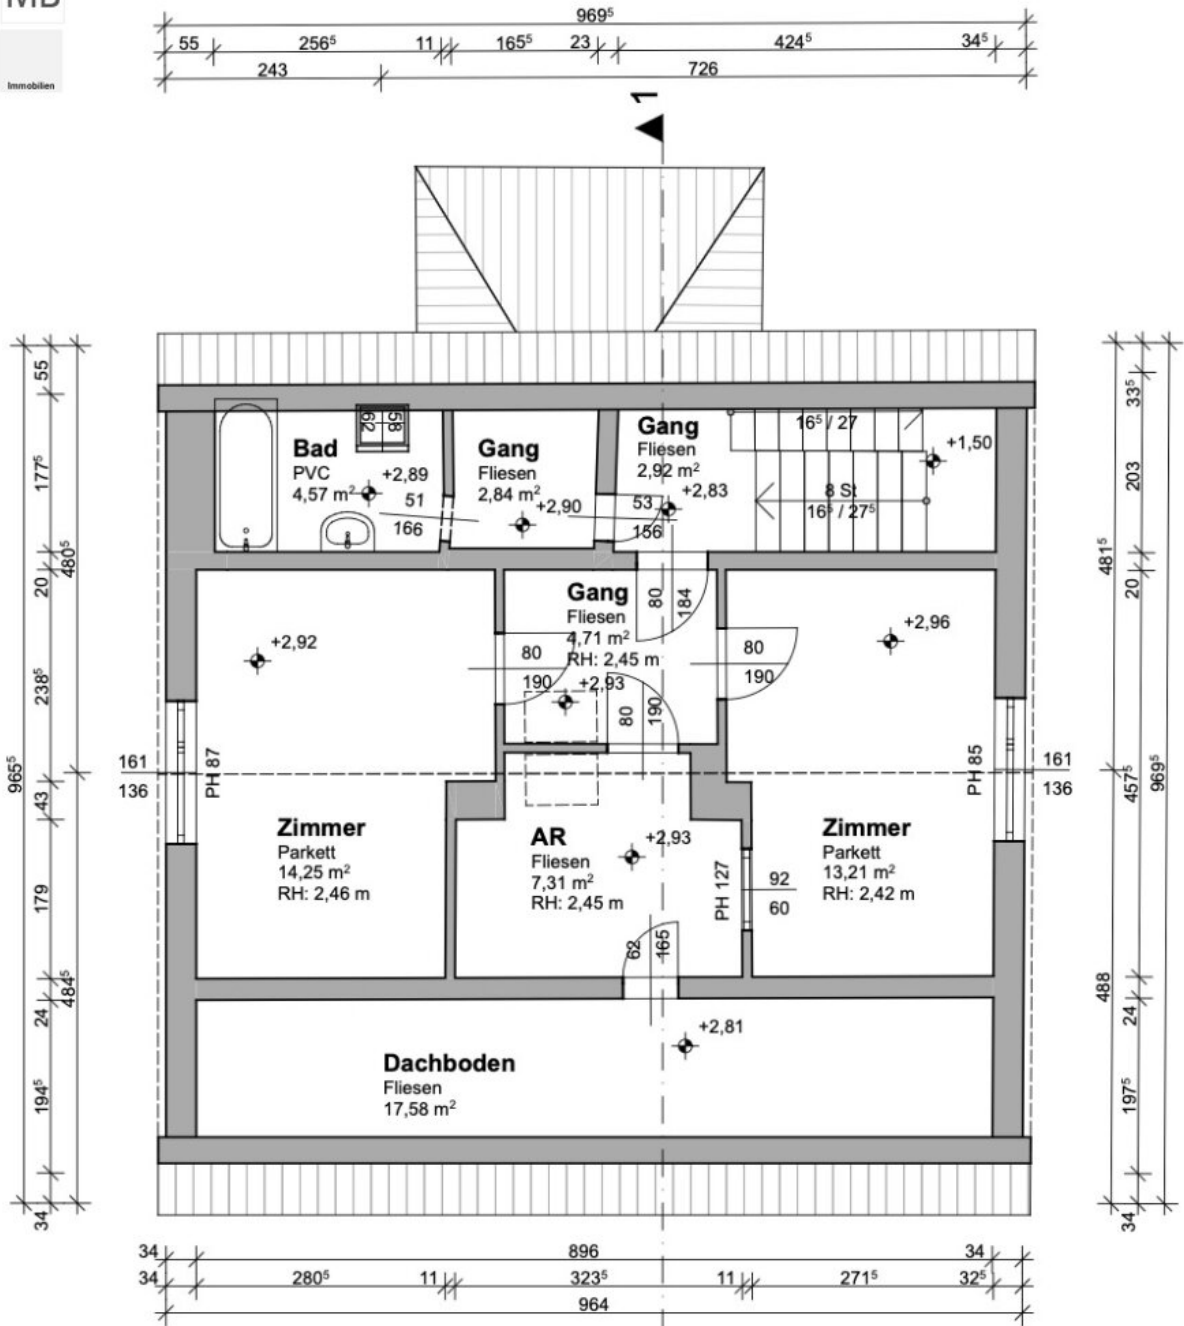 MB
Immobilien
969⁵
55 256⁵ 11 165⁵ 23 424⁵ 34⁵
243 726
1
Bad
PVC
4,57 m²
+2,89
62
58
51
166
Gang
Fliesen
2,84 m²
+2,90
53
156
Gang
Fliesen
2,92 m²
+2,83
16⁵ / 27
8 St
16⁵ / 27⁵
+1,50
Gang
Fliesen
4,71 m²
RH: 2,45 m
+2,93
80
184
80
190
80
190
80
190
+2,92
+2,96
161
136
PH 87
PH 85
161
136
Zimmer
Parkett
14,25 m²
RH: 2,46 m
AR
Fliesen
7,31 m²
RH: 2,45 m
+2,93
PH 127
92
60
Zimmer
Parkett
13,21 m²
RH: 2,42 m
62
165
Dachboden
Fliesen
17,58 m²
+2,81
965⁵
55
177⁵
20
238⁵
43
179
24
194⁵
34
480⁵
484⁵
481⁵
488
33⁵
203
20
457⁵
24
197⁵
34
969⁵
34 896 34
34 280⁵ 11 323⁵ 11 271⁵ 32⁵
964